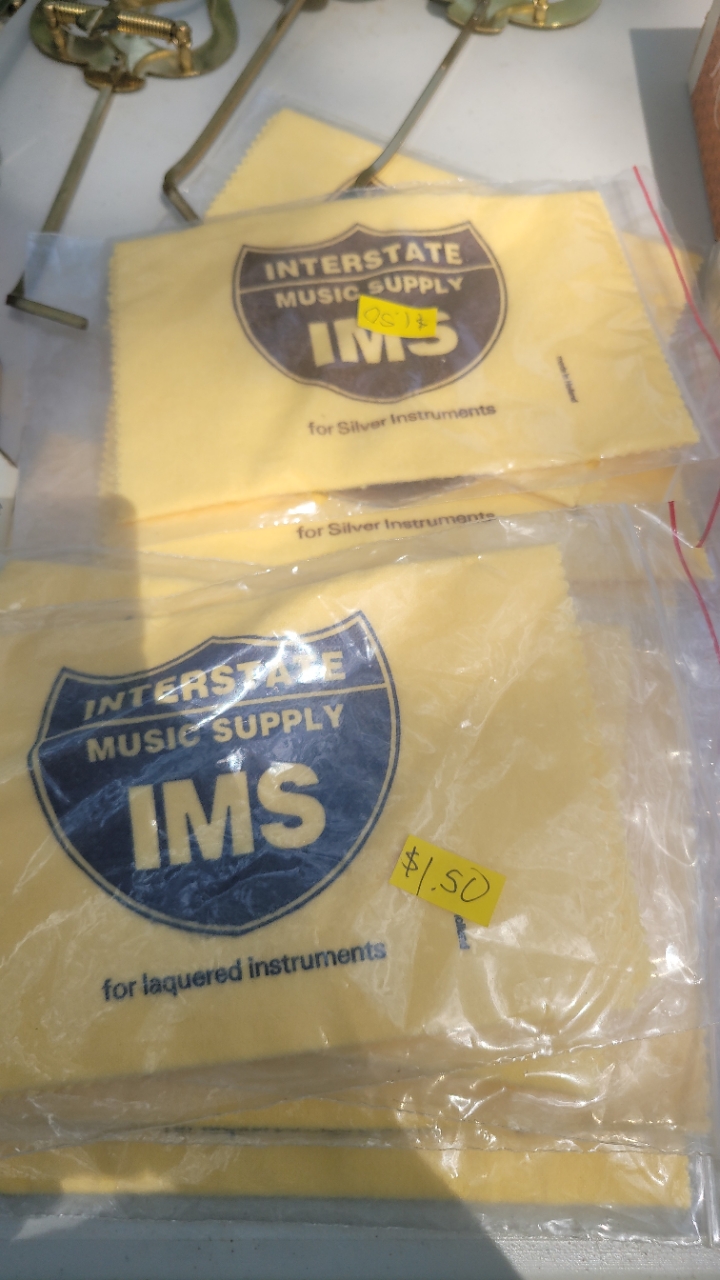 INTERSTATE
MUSIC SUPPLY
IMS
$1.50
for Silver Instruments
for Silver Instruments
INTERSTATE
MUSIC SUPPLY
IMS
$1.50
for laquered instruments